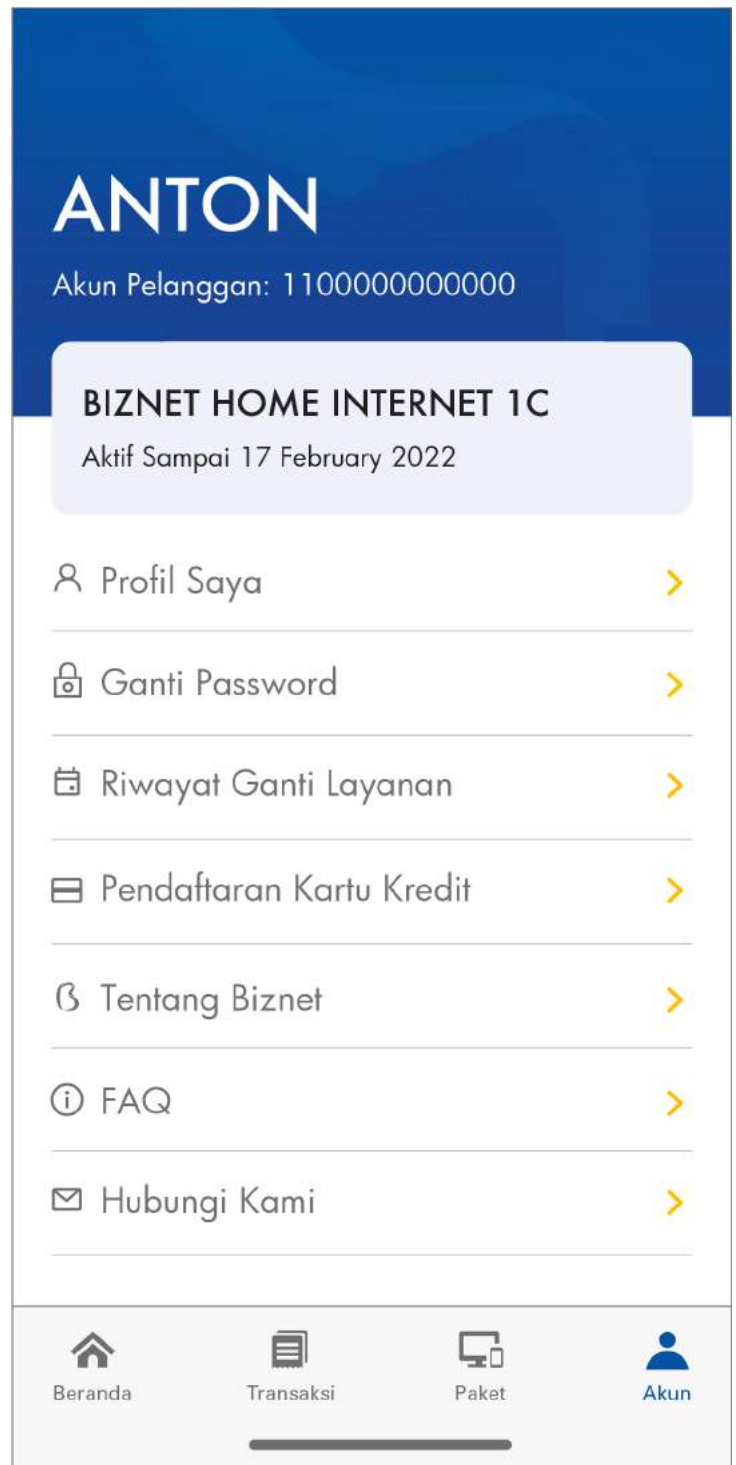 ANTON
Akun Pelanggan: 1100000000000
BIZNET HOME INTERNET 1C
Aktif Sampai 17 February 2022
Profil Saya
Ganti Password
Riwayat Ganti Layanan
Pendaftaran Kartu Kredit
Tentang Biznet
FAQ
Hubungi Kami
Beranda Transaksi Paket Akun